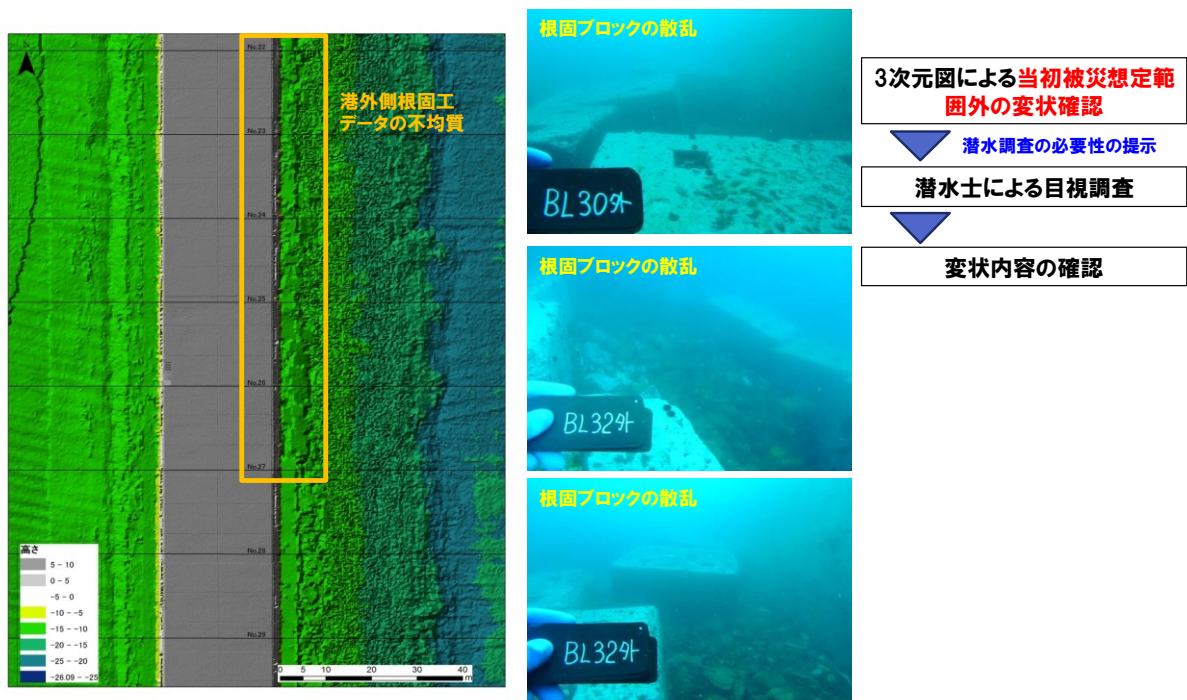 No.22
No.23
No.24
No.25
No.26
No.27
No.28
No.29
港外側根固工
データの不均質
高さ
5 - 10
0 - 5
-5 - 0
-10 - -5
-15 - -10
-20 - -15
-25 - -20
-26.09 - -25
0 5 10 20 30 40
m
根固ブロックの散乱
BL30外
根固ブロックの散乱
BL32外
根固ブロックの散乱
BL32外
3次元図による当初被災想定範
囲外の変状確認
潜水調査の必要性の提示
潜水士による目視調査
変状内容の確認